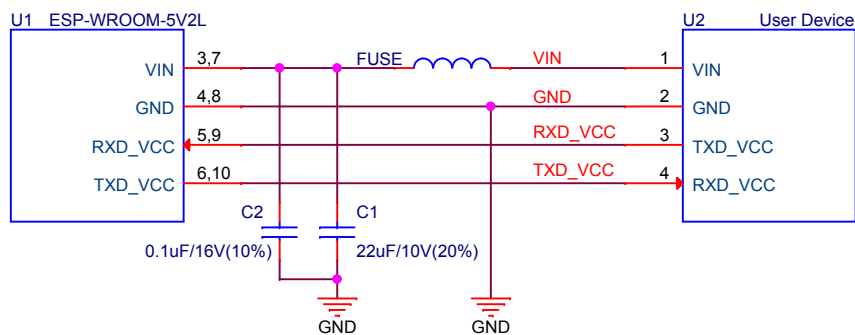 U1 ESP-WROOM-5V2L U2 User Device
VIN 3,7 FUSE VIN 1 VIN
GND 4,8 GND 2 GND
RXD_VCC 5,9 RXD_VCC 3 TXD_VCC
TXD_VCC 6,10 TXD_VCC 4 RXD_VCC
C2 C1
0.1uF/16V(10%) 22uF/10V(20%)
GND GND